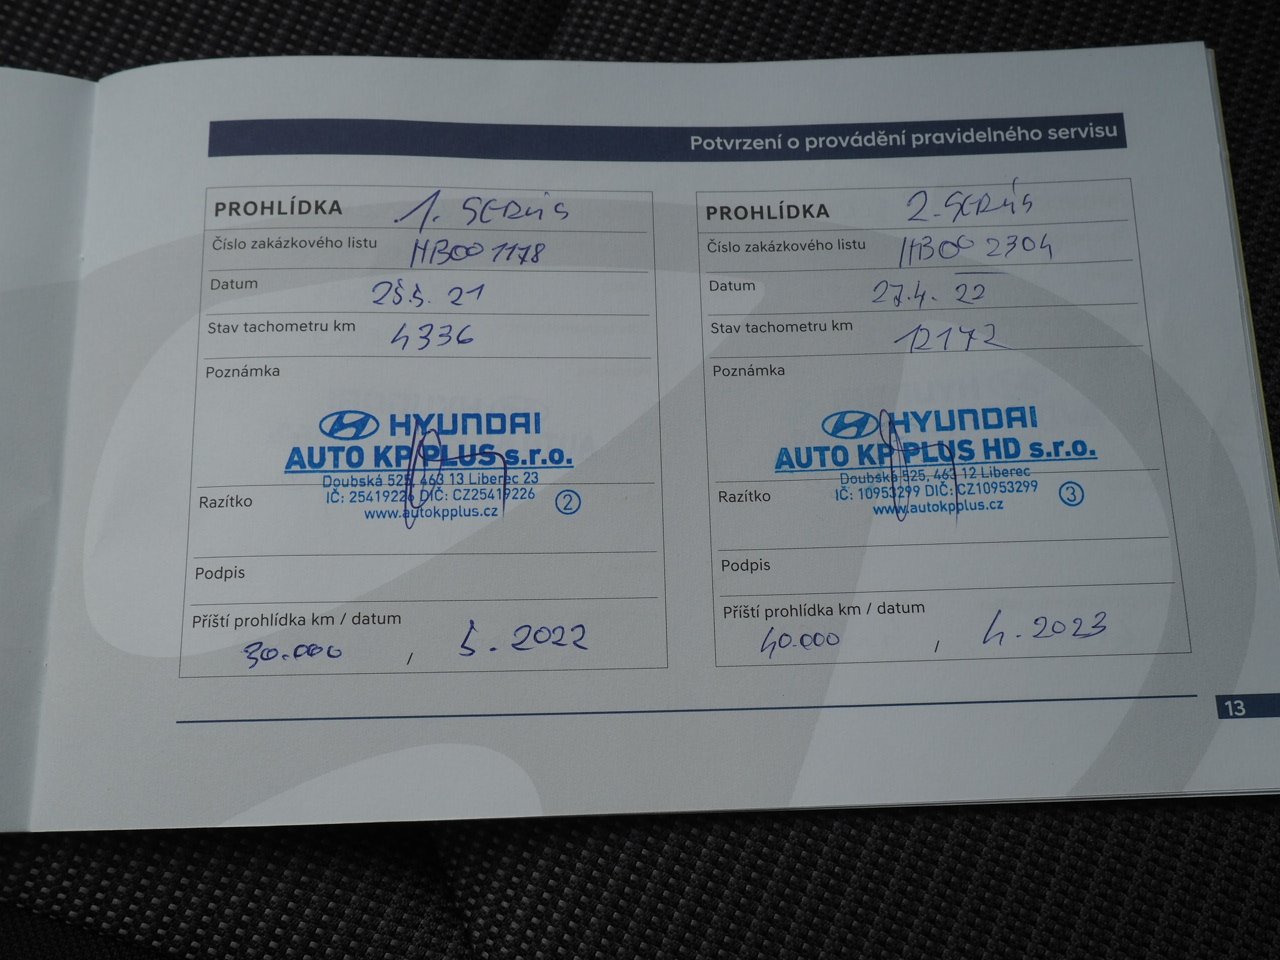 Potvrzení o provádění pravidelného servisu
PROHLÍDKA 1. SERVIS
Číslo zakázkového listu HB001178
Datum 25.5. 21
Stav tachometru km 4336
Poznámka
HYUNDAI
AUTO KP PLUS s.r.o.
Doubská 525, 463 13 Liberec 23
Razítko
IČ: 25419226 DIČ: CZ25419226
www.autokpplus.cz
2
Podpis
Příští prohlídka km / datum
30.000 , 5. 2022
PROHLÍDKA 2. SERVIS
Číslo zakázkového listu HB002304
Datum 27.4. 22
Stav tachometru km 12172
Poznámka
HYUNDAI
AUTO KP PLUS HD s.r.o.
Doubská 525, 463 12 Liberec
Razítko
IČ: 10953299 DIČ: CZ10953299
www.autokpplus.cz
3
Podpis
Příští prohlídka km / datum
40.000 , 4. 2023
13